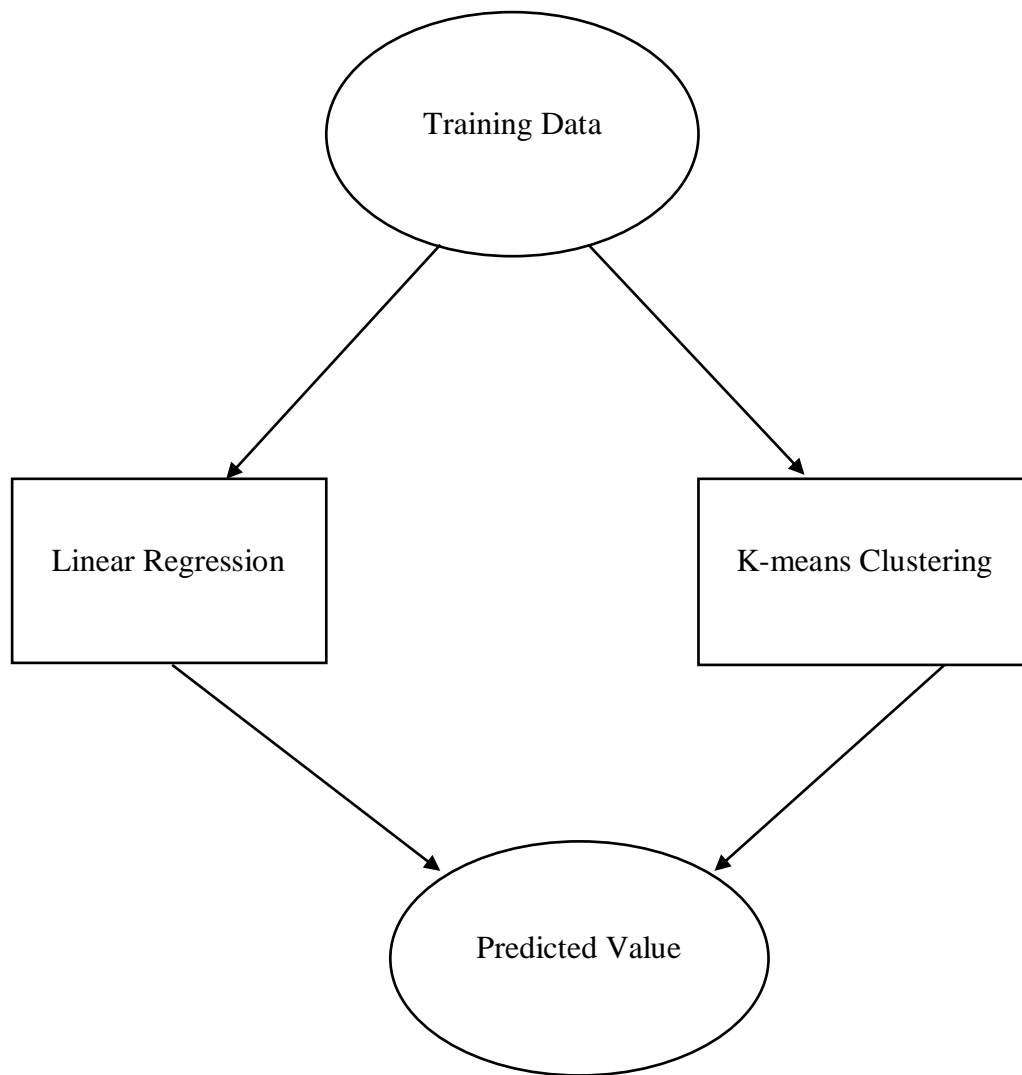 Training Data
Linear Regression
K-means Clustering
Predicted Value